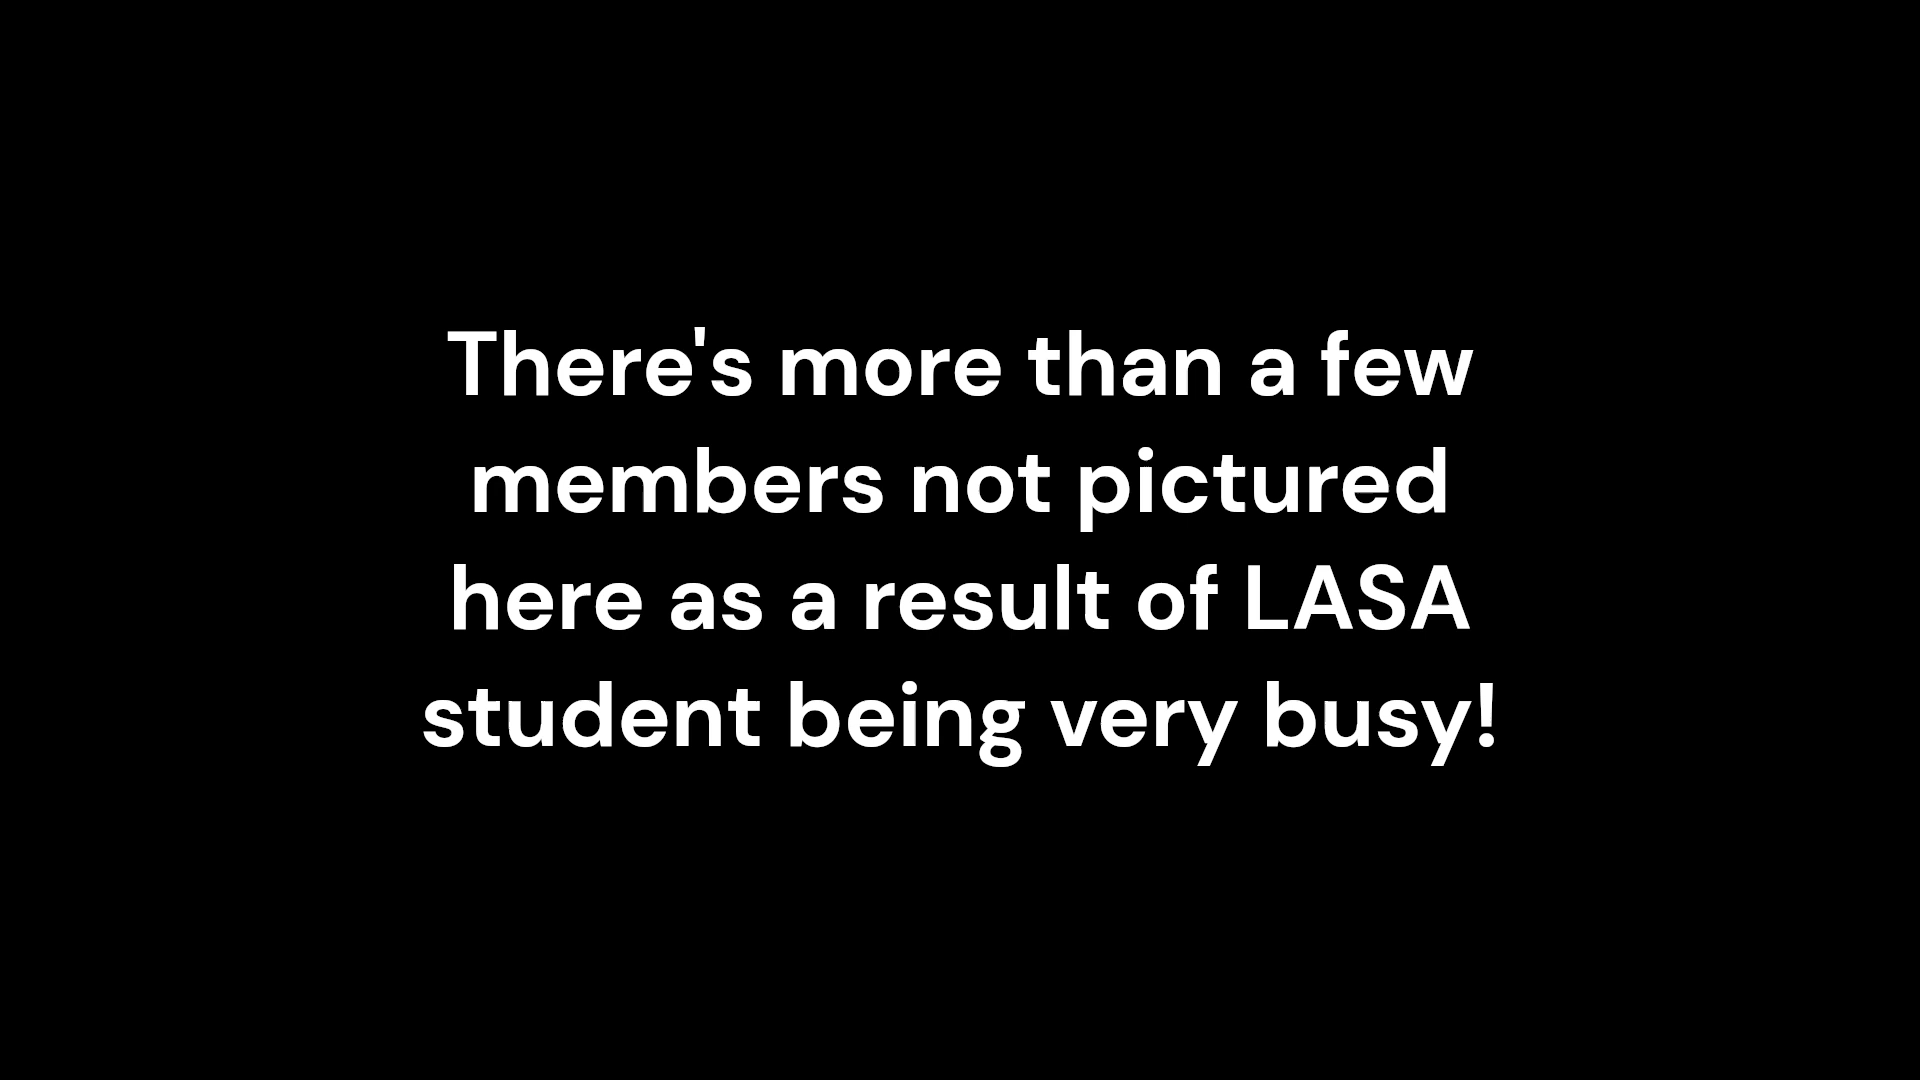 There's more than a few
members not pictured
here as a result of LASA
student being very busy!